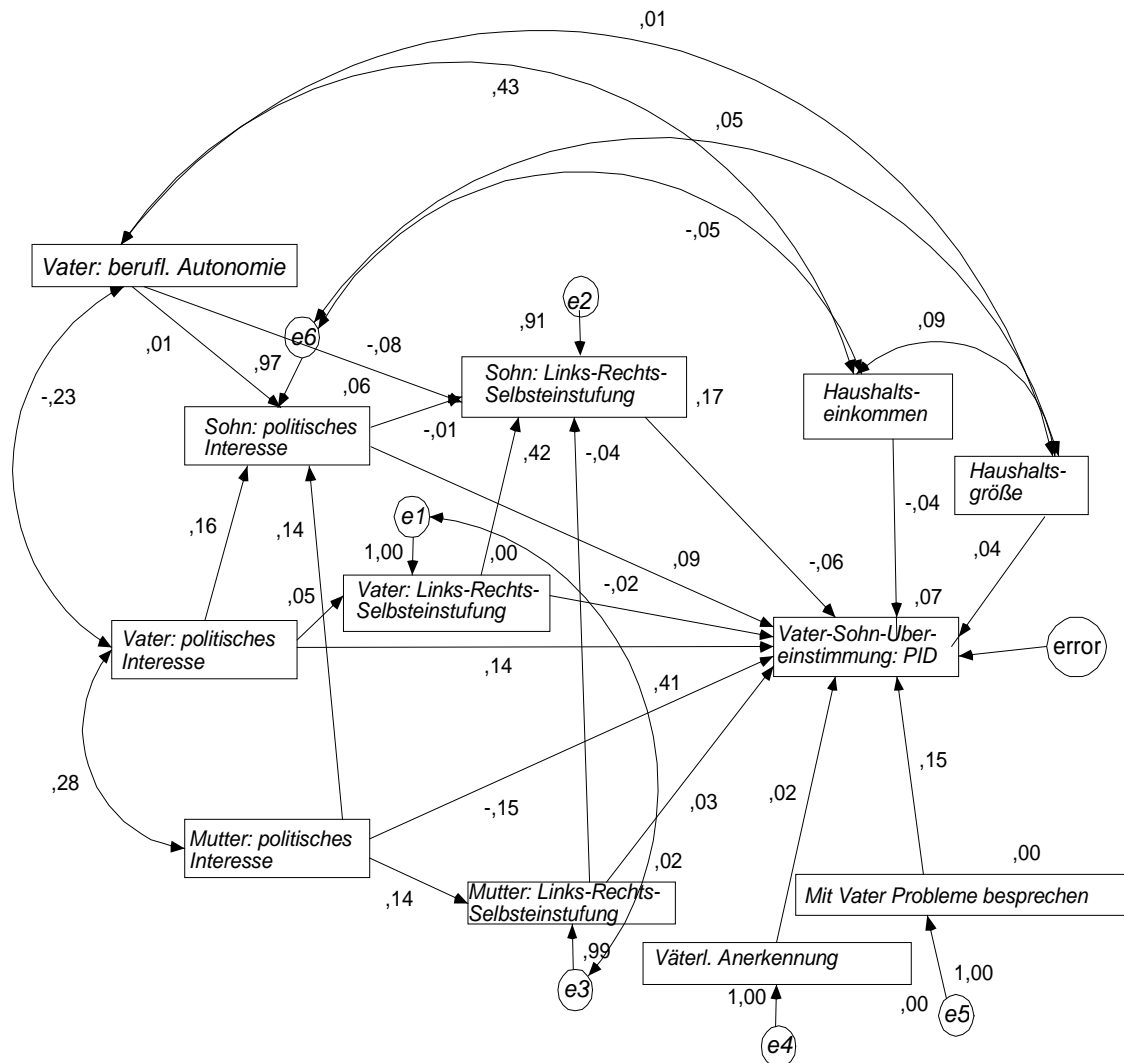 ,01
,43
,05
-,05
Vater: berufl. Autonomie
e2
e6
,91
,09
,01
-,08
,97
-,23
,06
Sohn: Links-Rechts-
Selbsteinstufung
,17
Haushalts-
einkommen
Sohn: politisches
Interesse
-,01
,42
-,04
Haushalts-
größe
-,04
e1
,16
,14
1,00
,00
,09
-,06
,04
,05
Vater: Links-Rechts-
Selbsteinstufung
-,02
,07
Vater: politisches
Interesse
Vater-Sohn-Über-
einstimmung: PID
error
,14
,41
,28
,15
-,15
,03
,02
Mutter: politisches
Interesse
,02
,00
,14
Mutter: Links-Rechts-
Selbsteinstufung
Mit Vater Probleme besprechen
,99
Väterl. Anerkennung
e3
1,00
1,00
,00
e5
e4